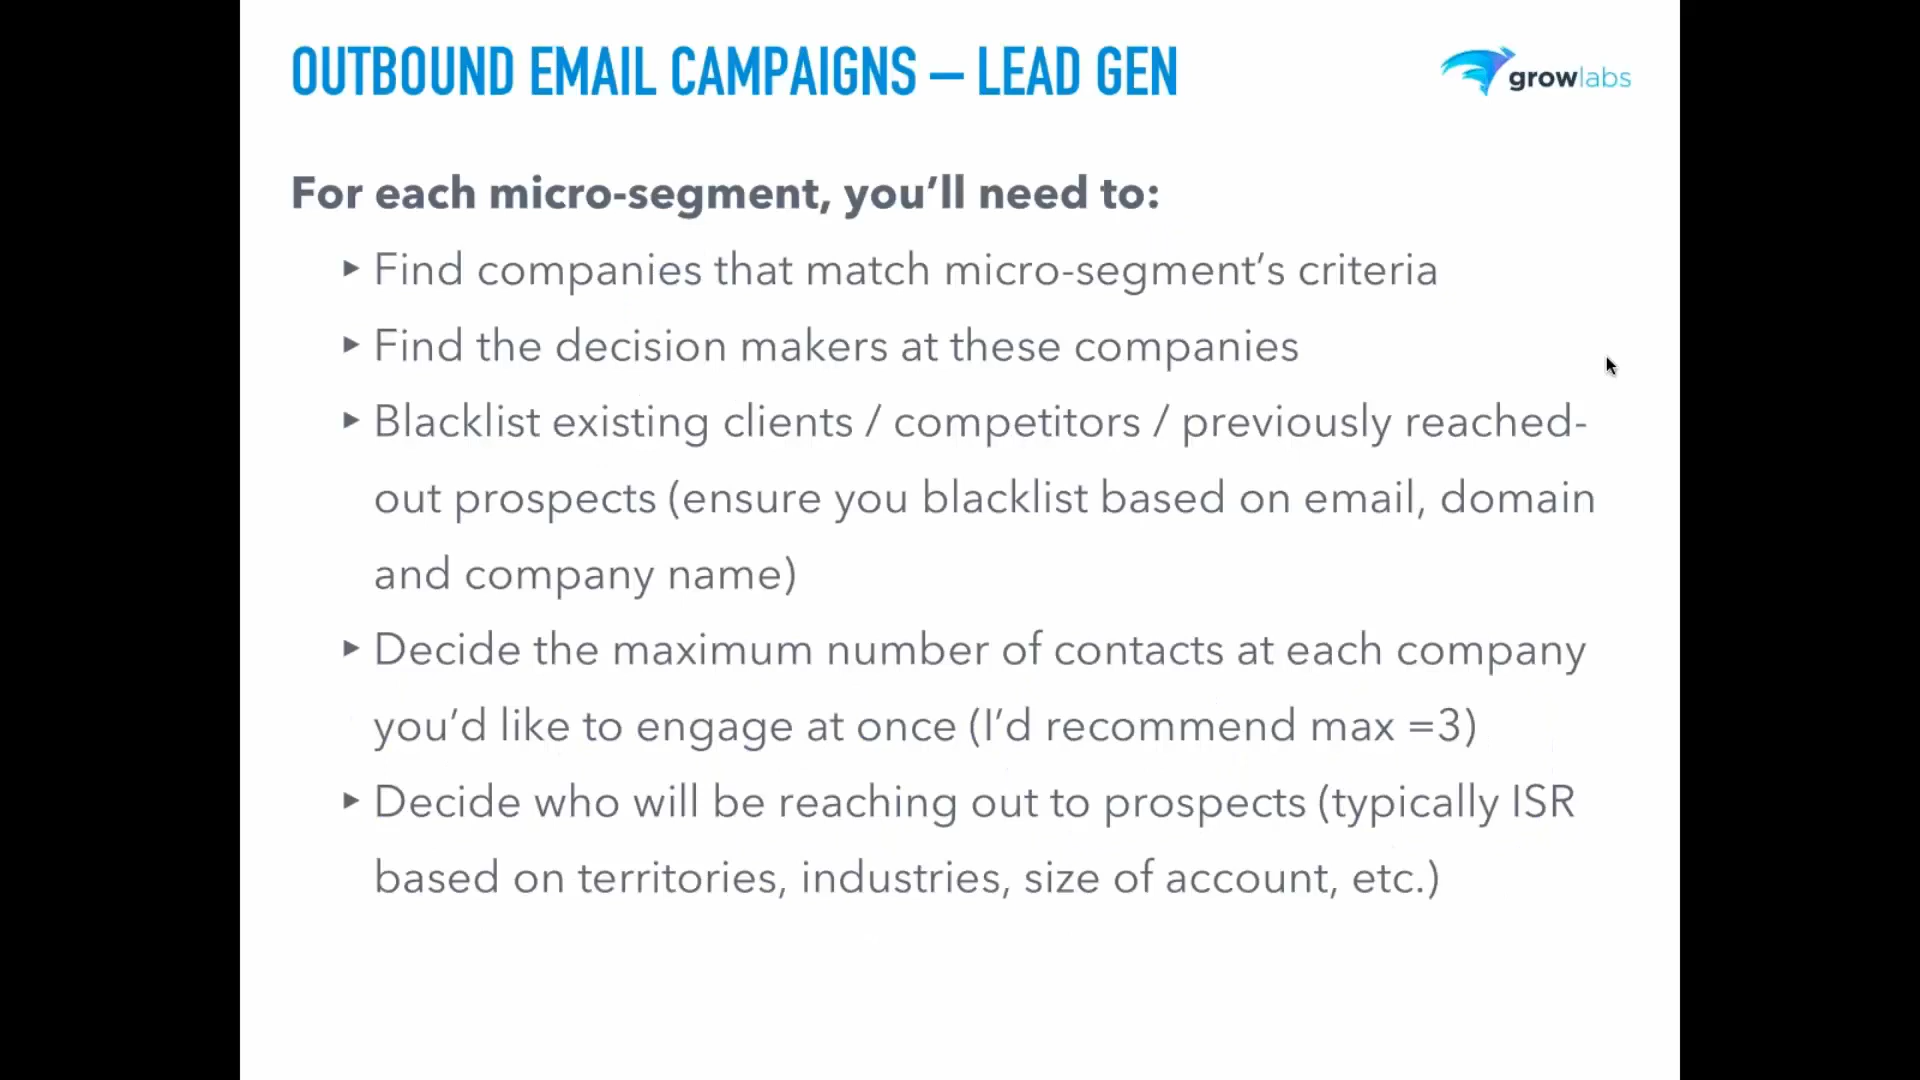 OUTBOUND EMAIL CAMPAIGNS – LEAD GEN
growlabs
For each micro-segment, you’ll need to:
▸ Find companies that match micro-segment’s criteria
▸ Find the decision makers at these companies
▸ Blacklist existing clients / competitors / previously reached-
out prospects (ensure you blacklist based on email, domain
and company name)
▸ Decide the maximum number of contacts at each company
you’d like to engage at once (I’d recommend max =3)
▸ Decide who will be reaching out to prospects (typically ISR
based on territories, industries, size of account, etc.)